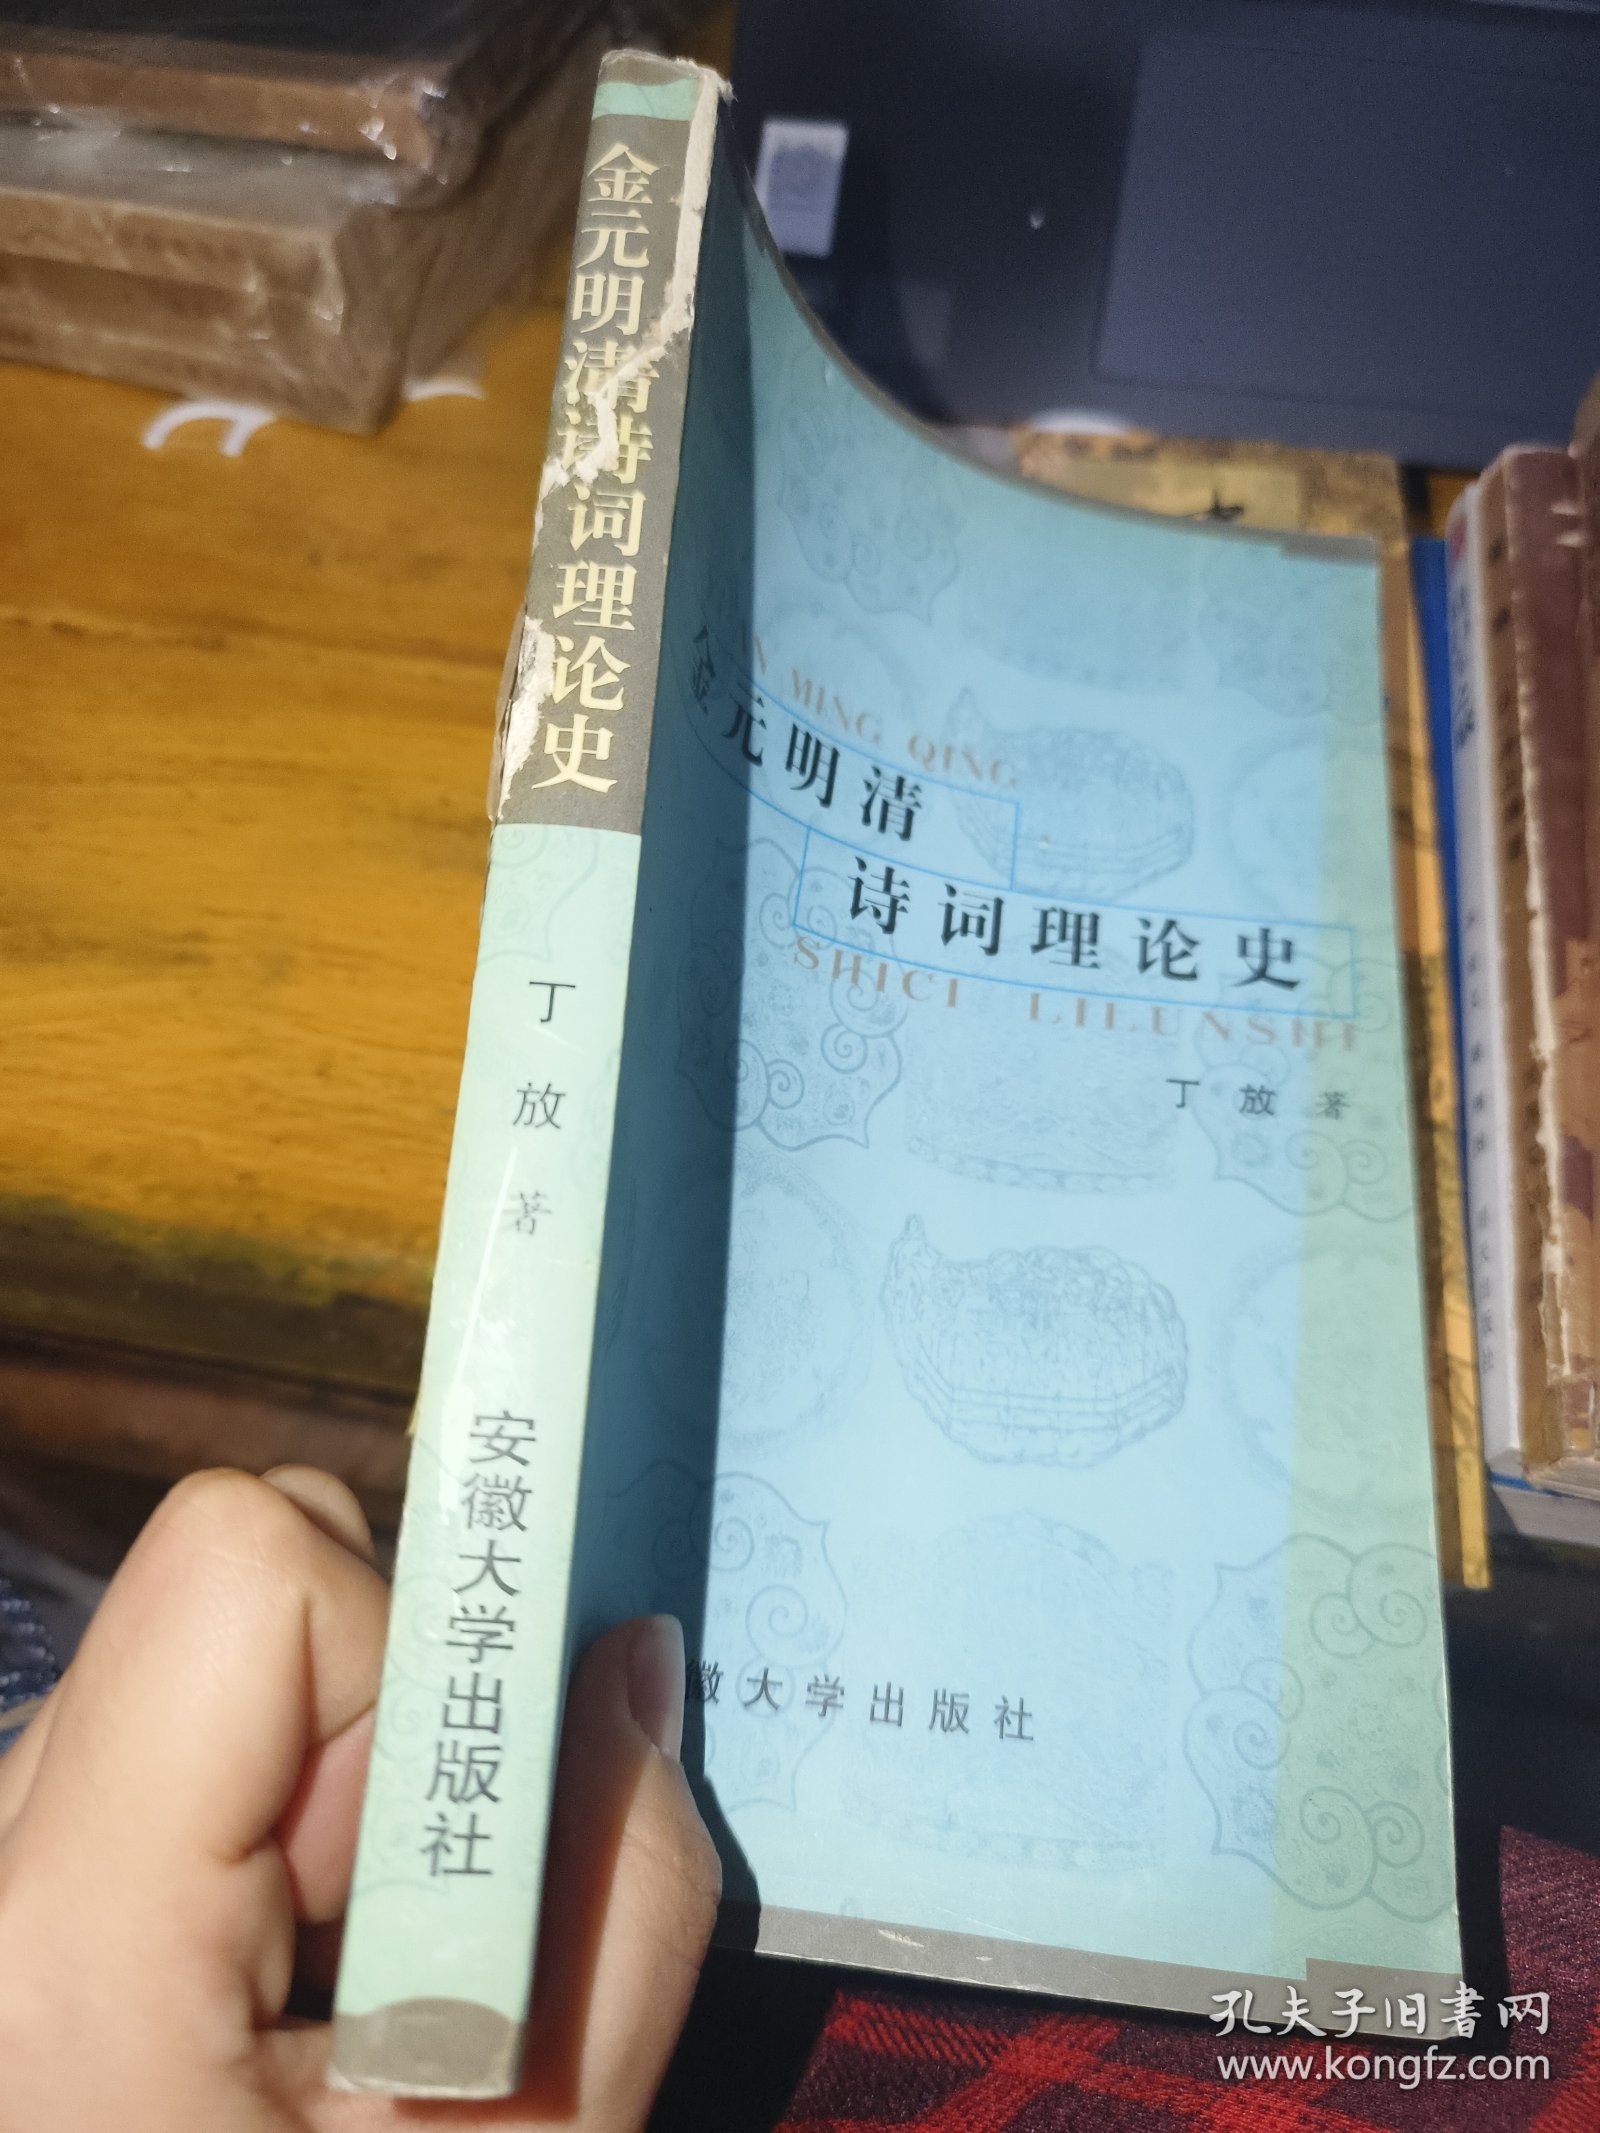 金元明清诗词理论史
丁放 著
安徽大学出版社
N MING QING
金元明清
诗词理论史
SHICI LILUNSHI
丁放 著
徽大学出版社
孔夫子旧书网
www.kongfz.com